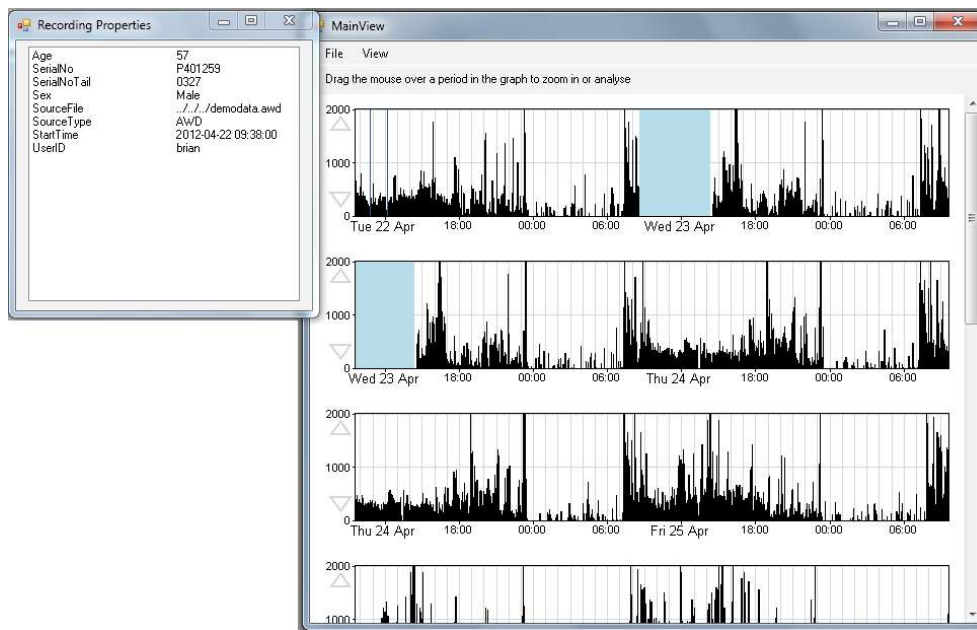 Recording Properties
Age 57
SerialNo P401259
SerialNoTail 0327
Sex Male
SourceFile ../../../demodata.awd
SourceType AWD
StartTime 2012-04-22 09:38:00
UserID brian
MainView
File View
Drag the mouse over a period in the graph to zoom in or analyse
2000
1000
0
Tue 22 Apr 18:00 00:00 06:00 Wed 23 Apr 18:00 00:00 06:00
2000
1000
0
Wed 23 Apr 18:00 00:00 06:00 Thu 24 Apr 18:00 00:00 06:00
2000
1000
0
Thu 24 Apr 18:00 00:00 06:00 Fri 25 Apr 18:00 00:00 06:00
2000
1000